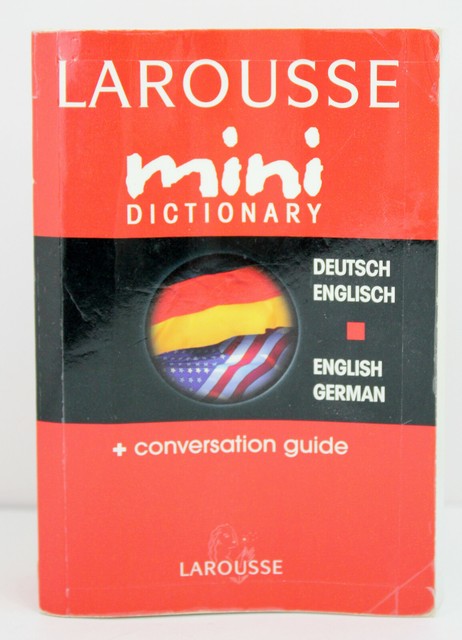 LAROUSSE
mini
DICTIONARY
DEUTSCH
ENGLISCH
ENGLISH
GERMAN
+ conversation guide
LAROUSSE